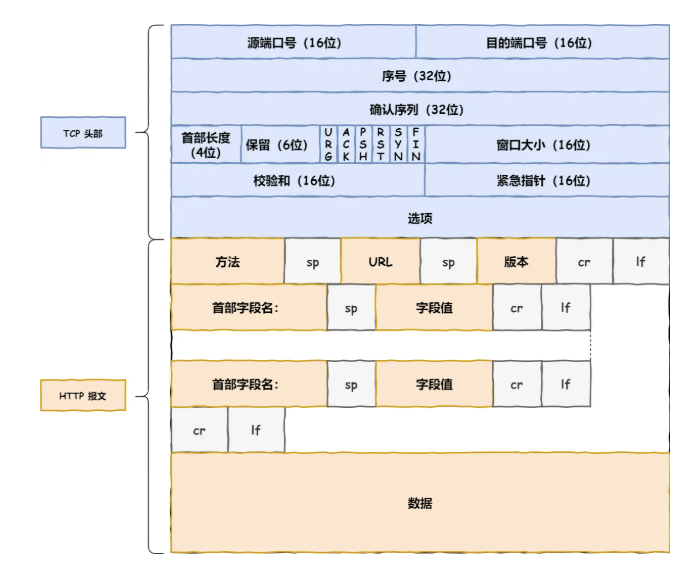 源端口号（16位）
目的端口号（16位）
序号（32位）
确认序列（32位）
TCP 头部
首部长度
（4位）
保留（6位）
URG
ACK
PSH
RST
SYN
FIN
窗口大小（16位）
校验和（16位）
紧急指针（16位）
选项
方法
sp
URL
sp
版本
cr
lf
首部字段名：
sp
字段值
cr
lf
HTTP 报文
首部字段名：
sp
字段值
cr
lf
cr
lf
数据